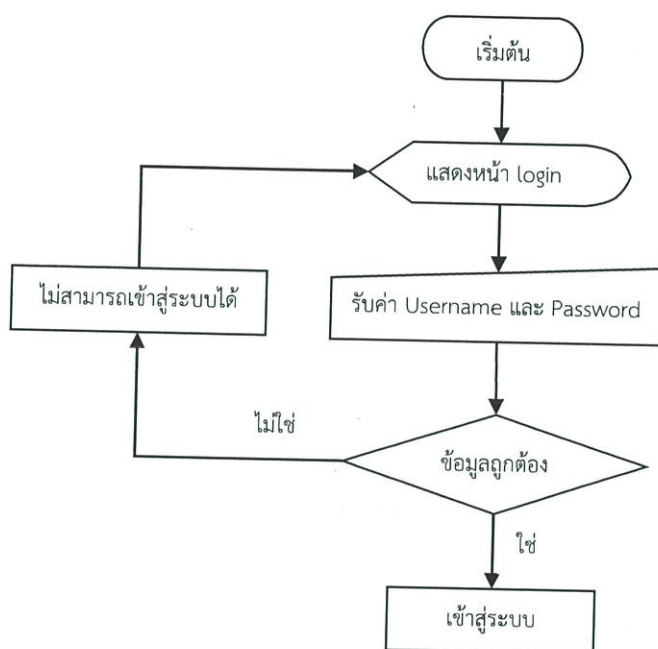 เริ่มต้น
แสดงหน้า login
ไม่สามารถเข้าสู่ระบบได้
รับค่า Username และ Password
ไม่ใช่
ข้อมูลถูกต้อง
ใช่
เข้าสู่ระบบ